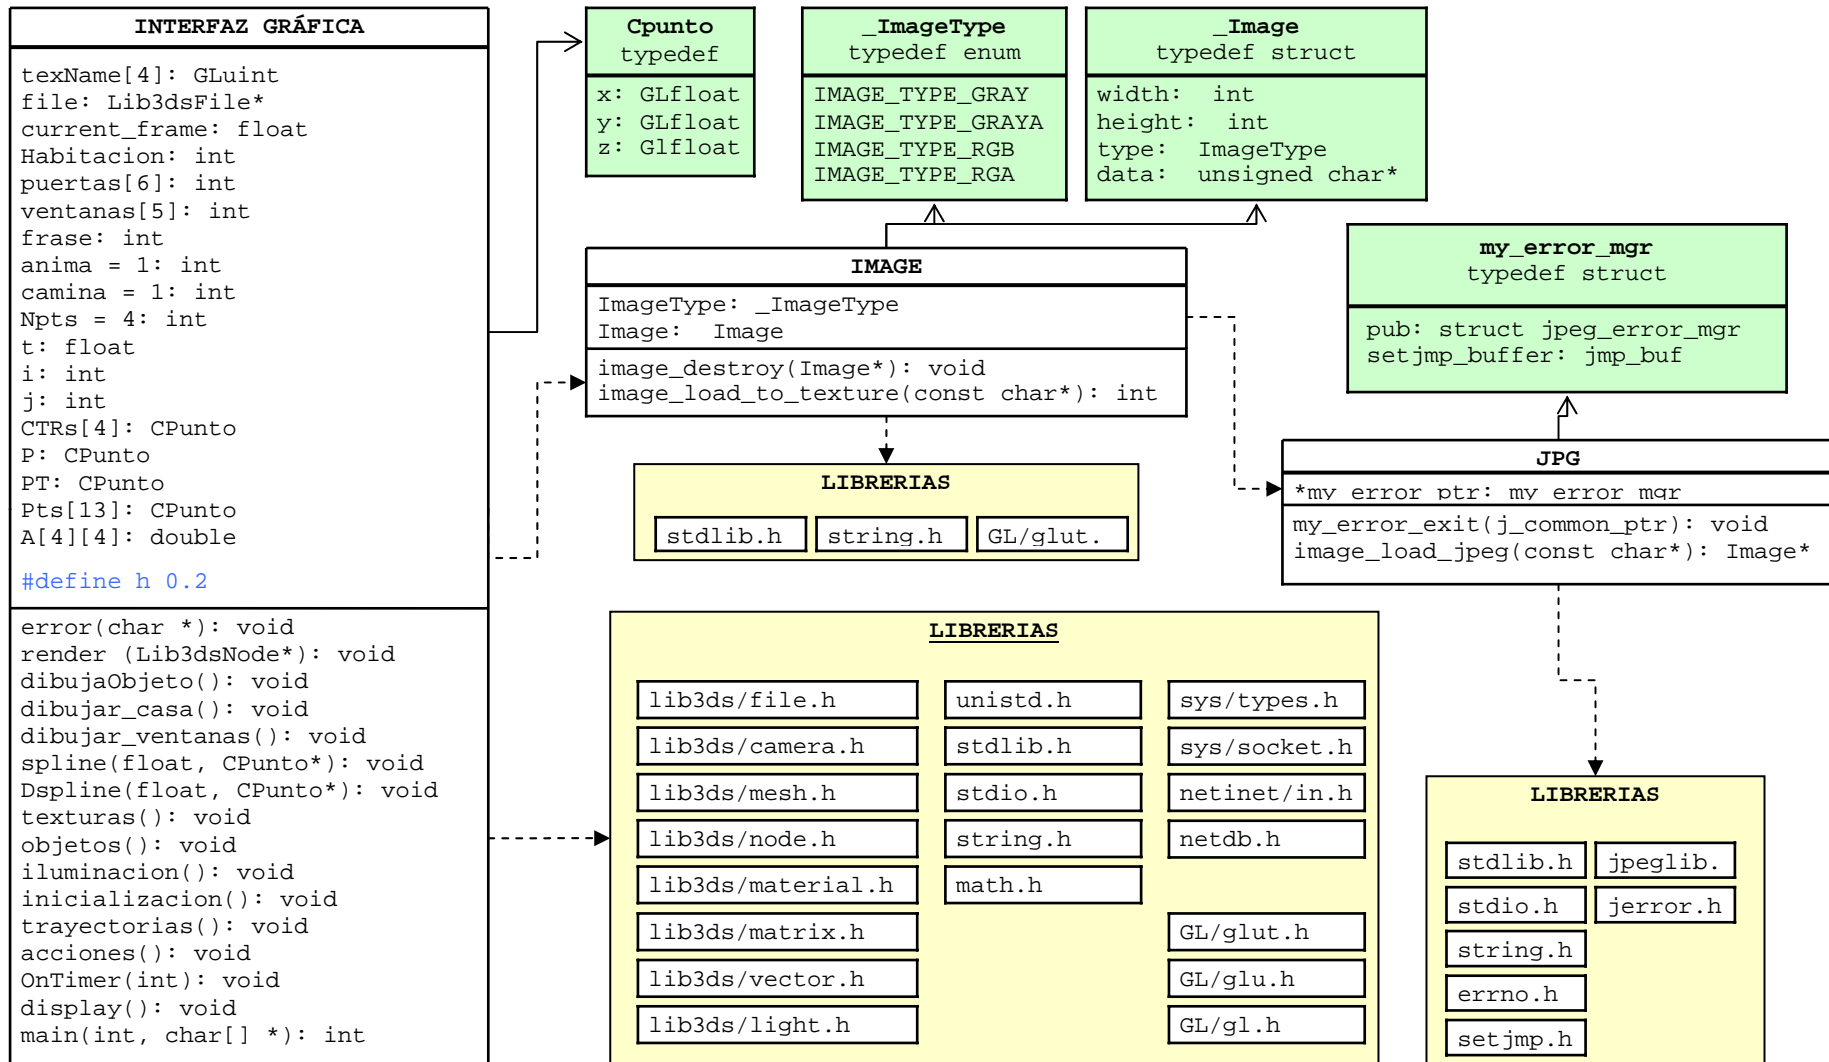 INTERFAZ GRÁFICA
texName[4]: GLuint
file: Lib3dsFile*
current_frame: float
Habitacion: int
puertas[6]: int
ventanas[5]: int
frase: int
anima = 1: int
camina = 1: int
Npts = 4: int
t: float
i: int
j: int
CTRs[4]: CPunto
P: CPunto
PT: CPunto
Pts[13]: CPunto
A[4][4]: double
#define h 0.2
error(char *): void
render (Lib3dsNode*): void
dibujaObjeto(): void
dibujar_casa(): void
dibujar_ventanas(): void
spline(float, CPunto*): void
Dspline(float, CPunto*): void
texturas(): void
objetos(): void
iluminacion(): void
inicializacion(): void
trayectorias(): void
acciones(): void
OnTimer(int): void
display(): void
main(int, char[] *): int
Cpunto
typedef
x: GLfloat
y: GLfloat
z: Glfloat
_ImageType
typedef enum
IMAGE_TYPE_GRAY
IMAGE_TYPE_GRAYA
IMAGE_TYPE_RGB
IMAGE_TYPE_RGA
_Image
typedef struct
width: int
height: int
type: ImageType
data: unsigned char*
IMAGE
ImageType: _ImageType
Image: Image
image_destroy(Image*): void
image_load_to_texture(const char*): int
my_error_mgr
typedef struct
pub: struct jpeg_error_mgr
setjmp_buffer: jmp_buf
JPG
*my error ptr: my error mgr
my_error_exit(j_common_ptr): void
image_load_jpeg(const char*): Image*
LIBRERIAS
stdlib.h
string.h
GL/glut.
LIBRERIAS
lib3ds/file.h
lib3ds/camera.h
lib3ds/mesh.h
lib3ds/node.h
lib3ds/material.h
lib3ds/matrix.h
lib3ds/vector.h
lib3ds/light.h
unistd.h
stdlib.h
stdio.h
string.h
math.h
sys/types.h
sys/socket.h
netinet/in.h
netdb.h
GL/glut.h
GL/glu.h
GL/gl.h
LIBRERIAS
stdlib.h
stdio.h
string.h
errno.h
setjmp.h
jpeglib.
jerror.h